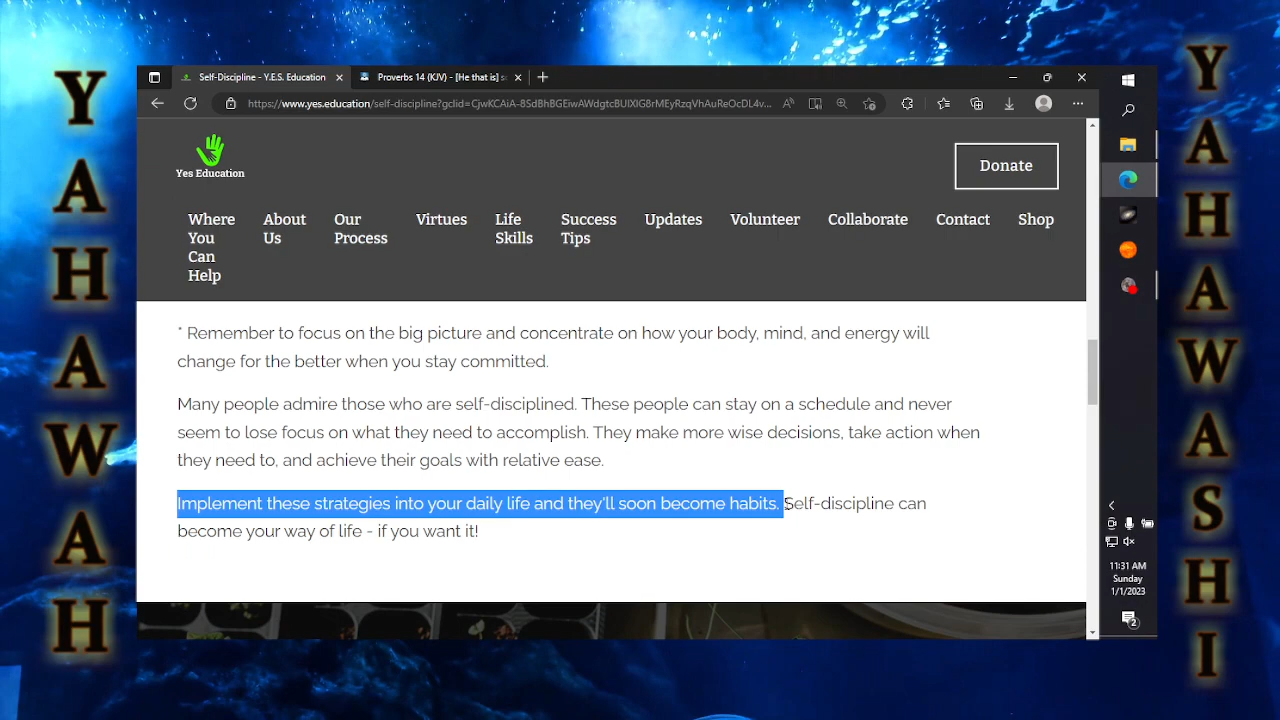 YAHAWAH
Self-Discipline - Y.E.S. Education
Proverbs 14 (KJV) - [He that is] s
https://www.yes.education/self-discipline?gclid=CjwKCAiA-8SdBhBGEiwAWdgtcBUIXlG8rMEyRzqVhAuReOcDL4v...
Yes Education
Donate
Where You Can Help
About Us
Our Process
Virtues
Life Skills
Success Tips
Updates
Volunteer
Collaborate
Contact
Shop
* Remember to focus on the big picture and concentrate on how your body, mind, and energy will
change for the better when you stay committed.
Many people admire those who are self-disciplined. These people can stay on a schedule and never
seem to lose focus on what they need to accomplish. They make more wise decisions, take action when
they need to, and achieve their goals with relative ease.
Implement these strategies into your daily life and they'll soon become habits. Self-discipline can
become your way of life - if you want it!
11:31 AM
Sunday
1/1/2023
2
YAHAWASHI